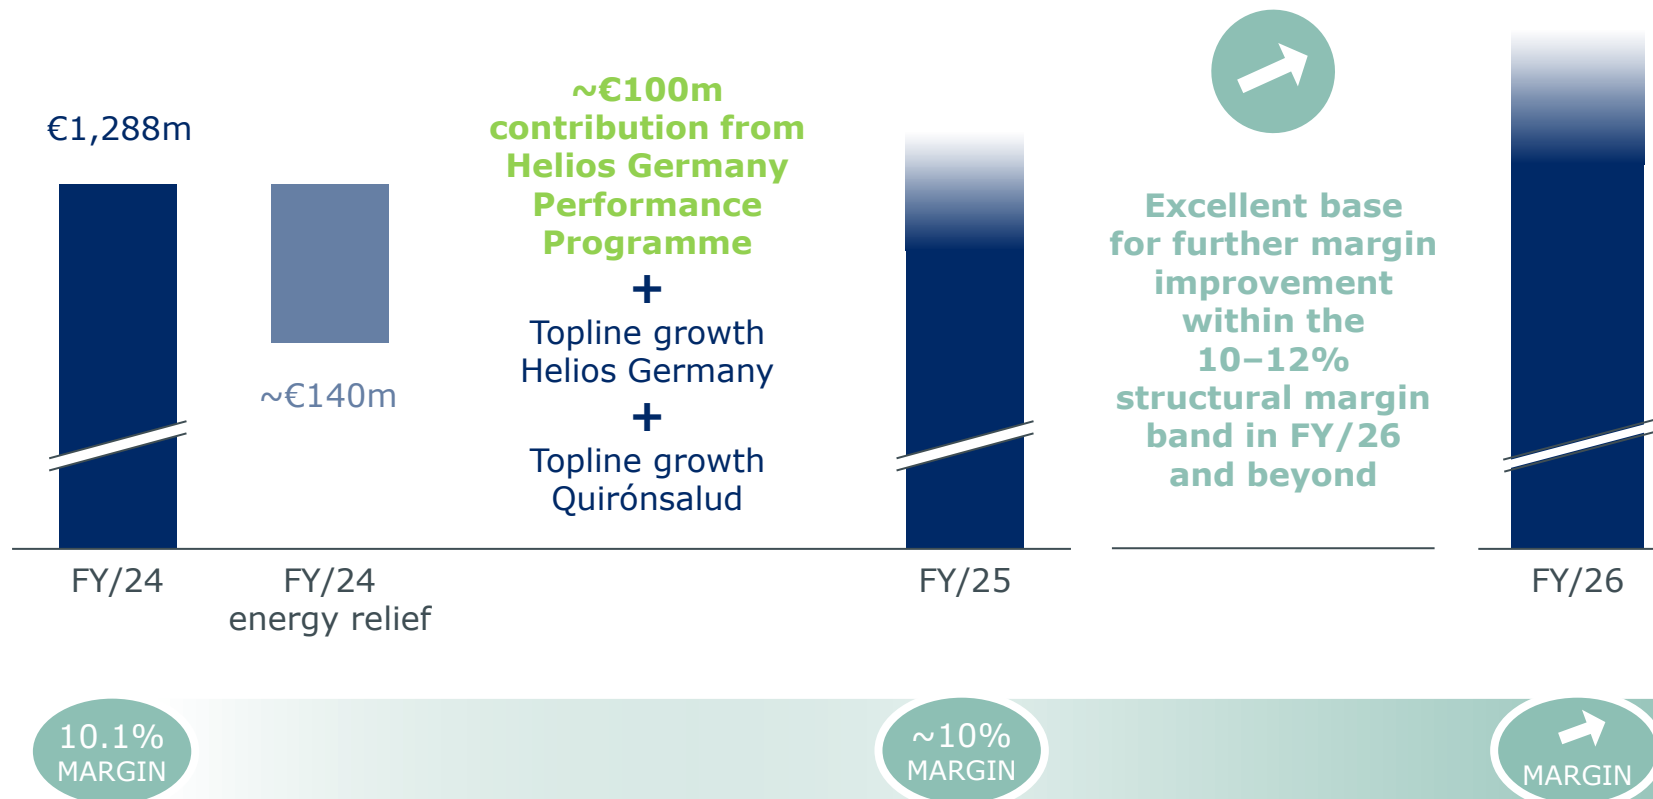 €1,288m
FY/24
~€140m
FY/24
energy relief
~€100m
contribution from
Helios Germany
Performance
Programme
+
Topline growth
Helios Germany
+
Topline growth
Quirónsalud
FY/25
Excellent base
for further margin
improvement
within the
10–12%
structural margin
band in FY/26
and beyond
FY/26
10.1%
MARGIN
~10%
MARGIN
MARGIN